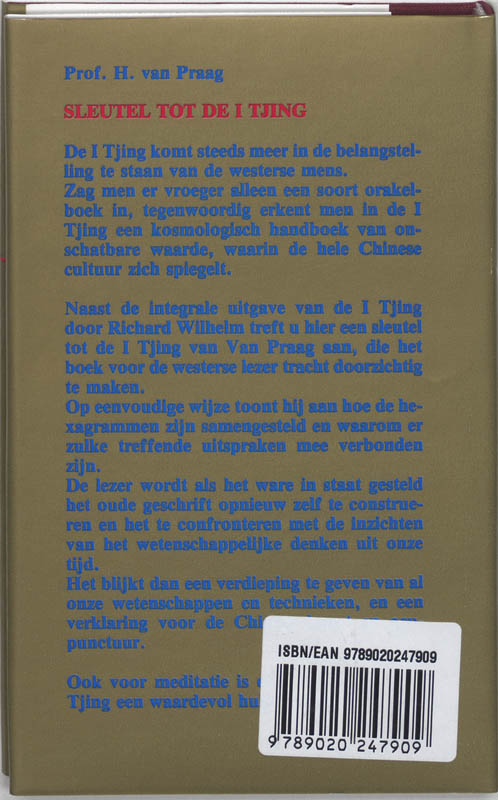 Prof. H. van Praag
SLEUTEL TOT DE I TJING
De I Tjing komt steeds meer in de belangstel-
ling te staan van de westerse mens.
Zag men er vroeger alleen een soort orakel-
boek in, tegenwoordig erkent men in de I
Tjing een kosmologisch handboek van on-
schatbare waarde, waarin de hele Chinese
cultuur zich spiegelt.
Naast de integrale uitgave van de I Tjing
door Richard Wilhelm treft u hier een sleutel
tot de I Tjing van Van Praag aan, die het
boek voor de westerse lezer tracht doorzichtig
te maken.
Op eenvoudige wijze toont hij aan hoe de he-
xagrammen zijn samengesteld en waarom er
zulke treffende uitspraken mee verbonden
zijn.
De lezer wordt als het ware in staat gesteld
het oude geschrift opnieuw zelf te construe-
ren en het te confronteren met de inzichten
van het wetenschappelijke denken uit onze
tijd.
Het blijkt dan een verdieping te geven van al
onze wetenschappen en technieken, en een
verklaring voor de
punctuur.
Ook voor meditatie is
Tjing een waardevol
ISBN/EAN 9789020247909
9 789020 247909